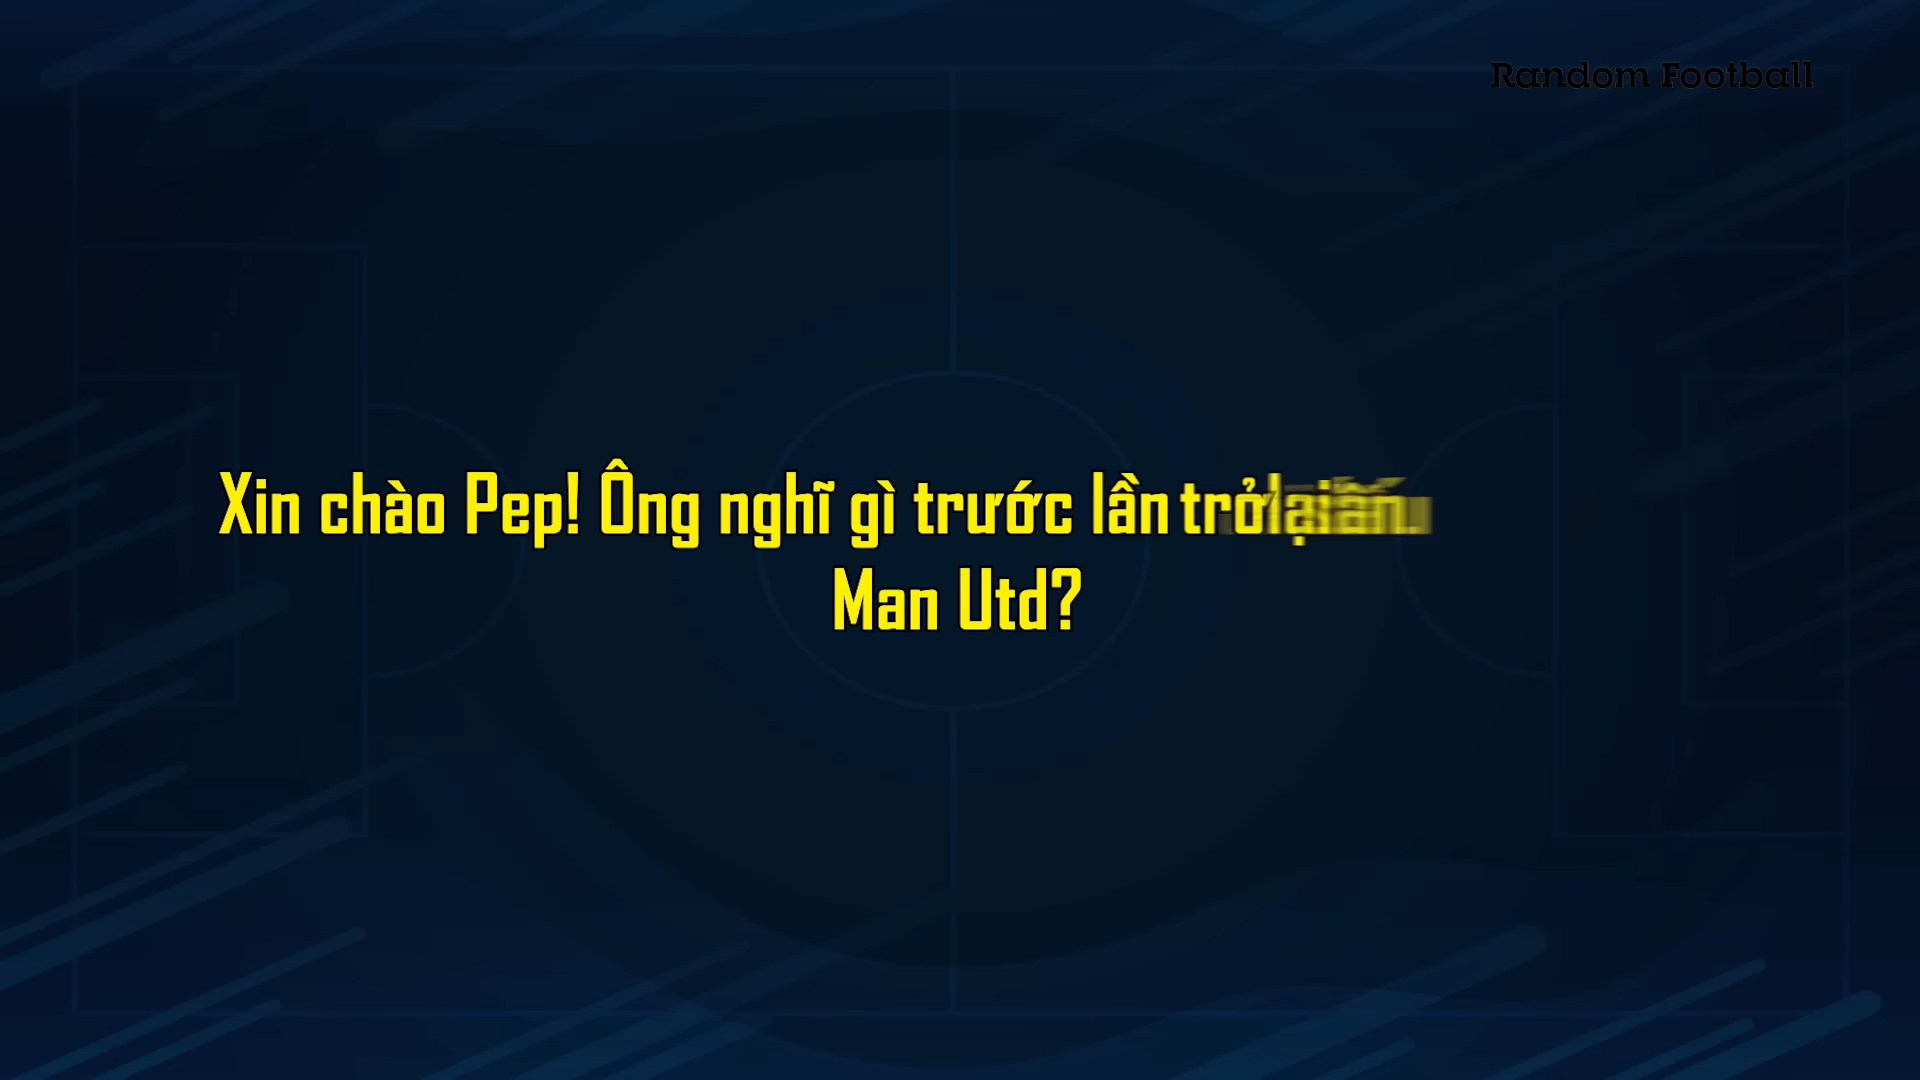 Random Football
Xin chào Pep! Ông nghĩ gì trước lần trở lại
Man Utd?